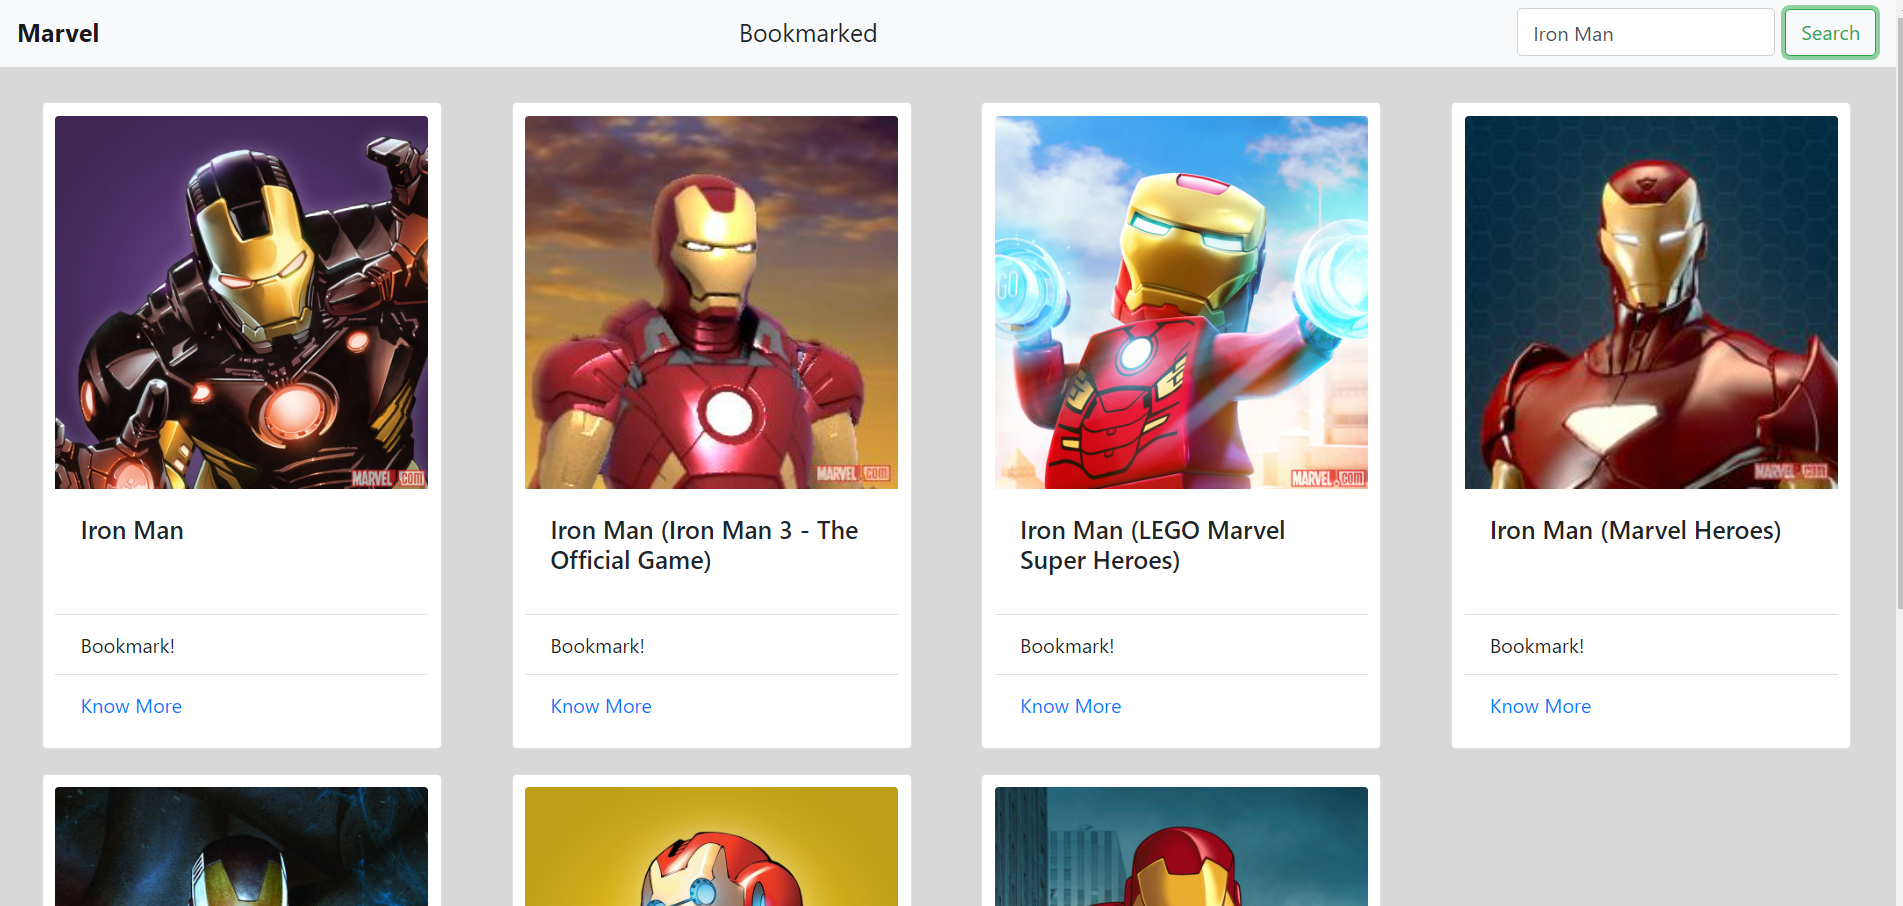 Marvel
Bookmarked
Iron Man
Search
GO
MARVEL.com
MARVEL.com
MARVEL.com
MARVEL.com
Iron Man
Iron Man (Iron Man 3 - The
Official Game)
Iron Man (LEGO Marvel
Super Heroes)
Iron Man (Marvel Heroes)
Bookmark!
Bookmark!
Bookmark!
Bookmark!
Know More
Know More
Know More
Know More